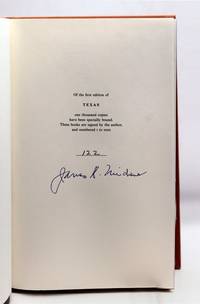 Of the first edition of
TEXAS
one thousand copies
have been specially bound.
These books are signed by the author,
and numbered 1 to 1000
122
James A. Michener